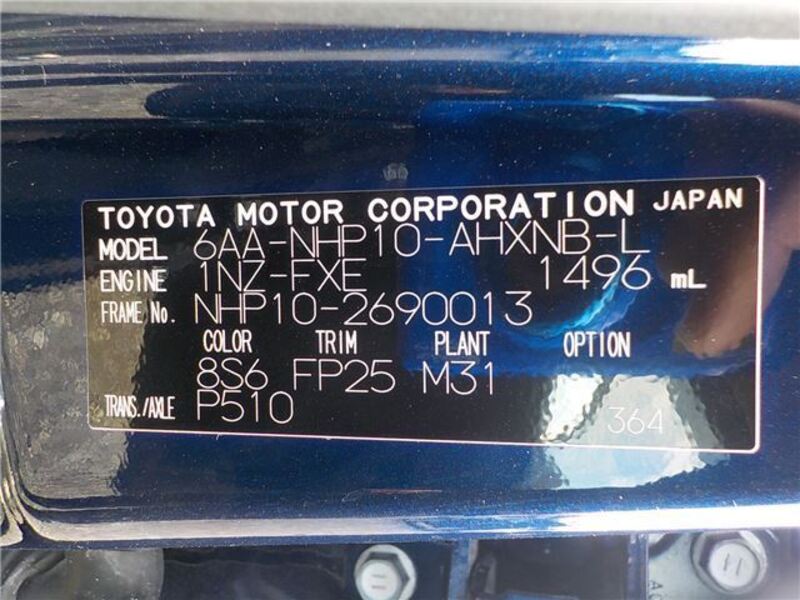 TOYOTA MOTOR CORPORATION JAPAN
MODEL 6AA-NHP10-AHXNB-L
ENGINE 1NZ-FXE 1496 mL
FRAME No. NHP10-2690013
COLOR TRIM PLANT OPTION
8S6 FP25 M31
TRANS./AXLE P510
364